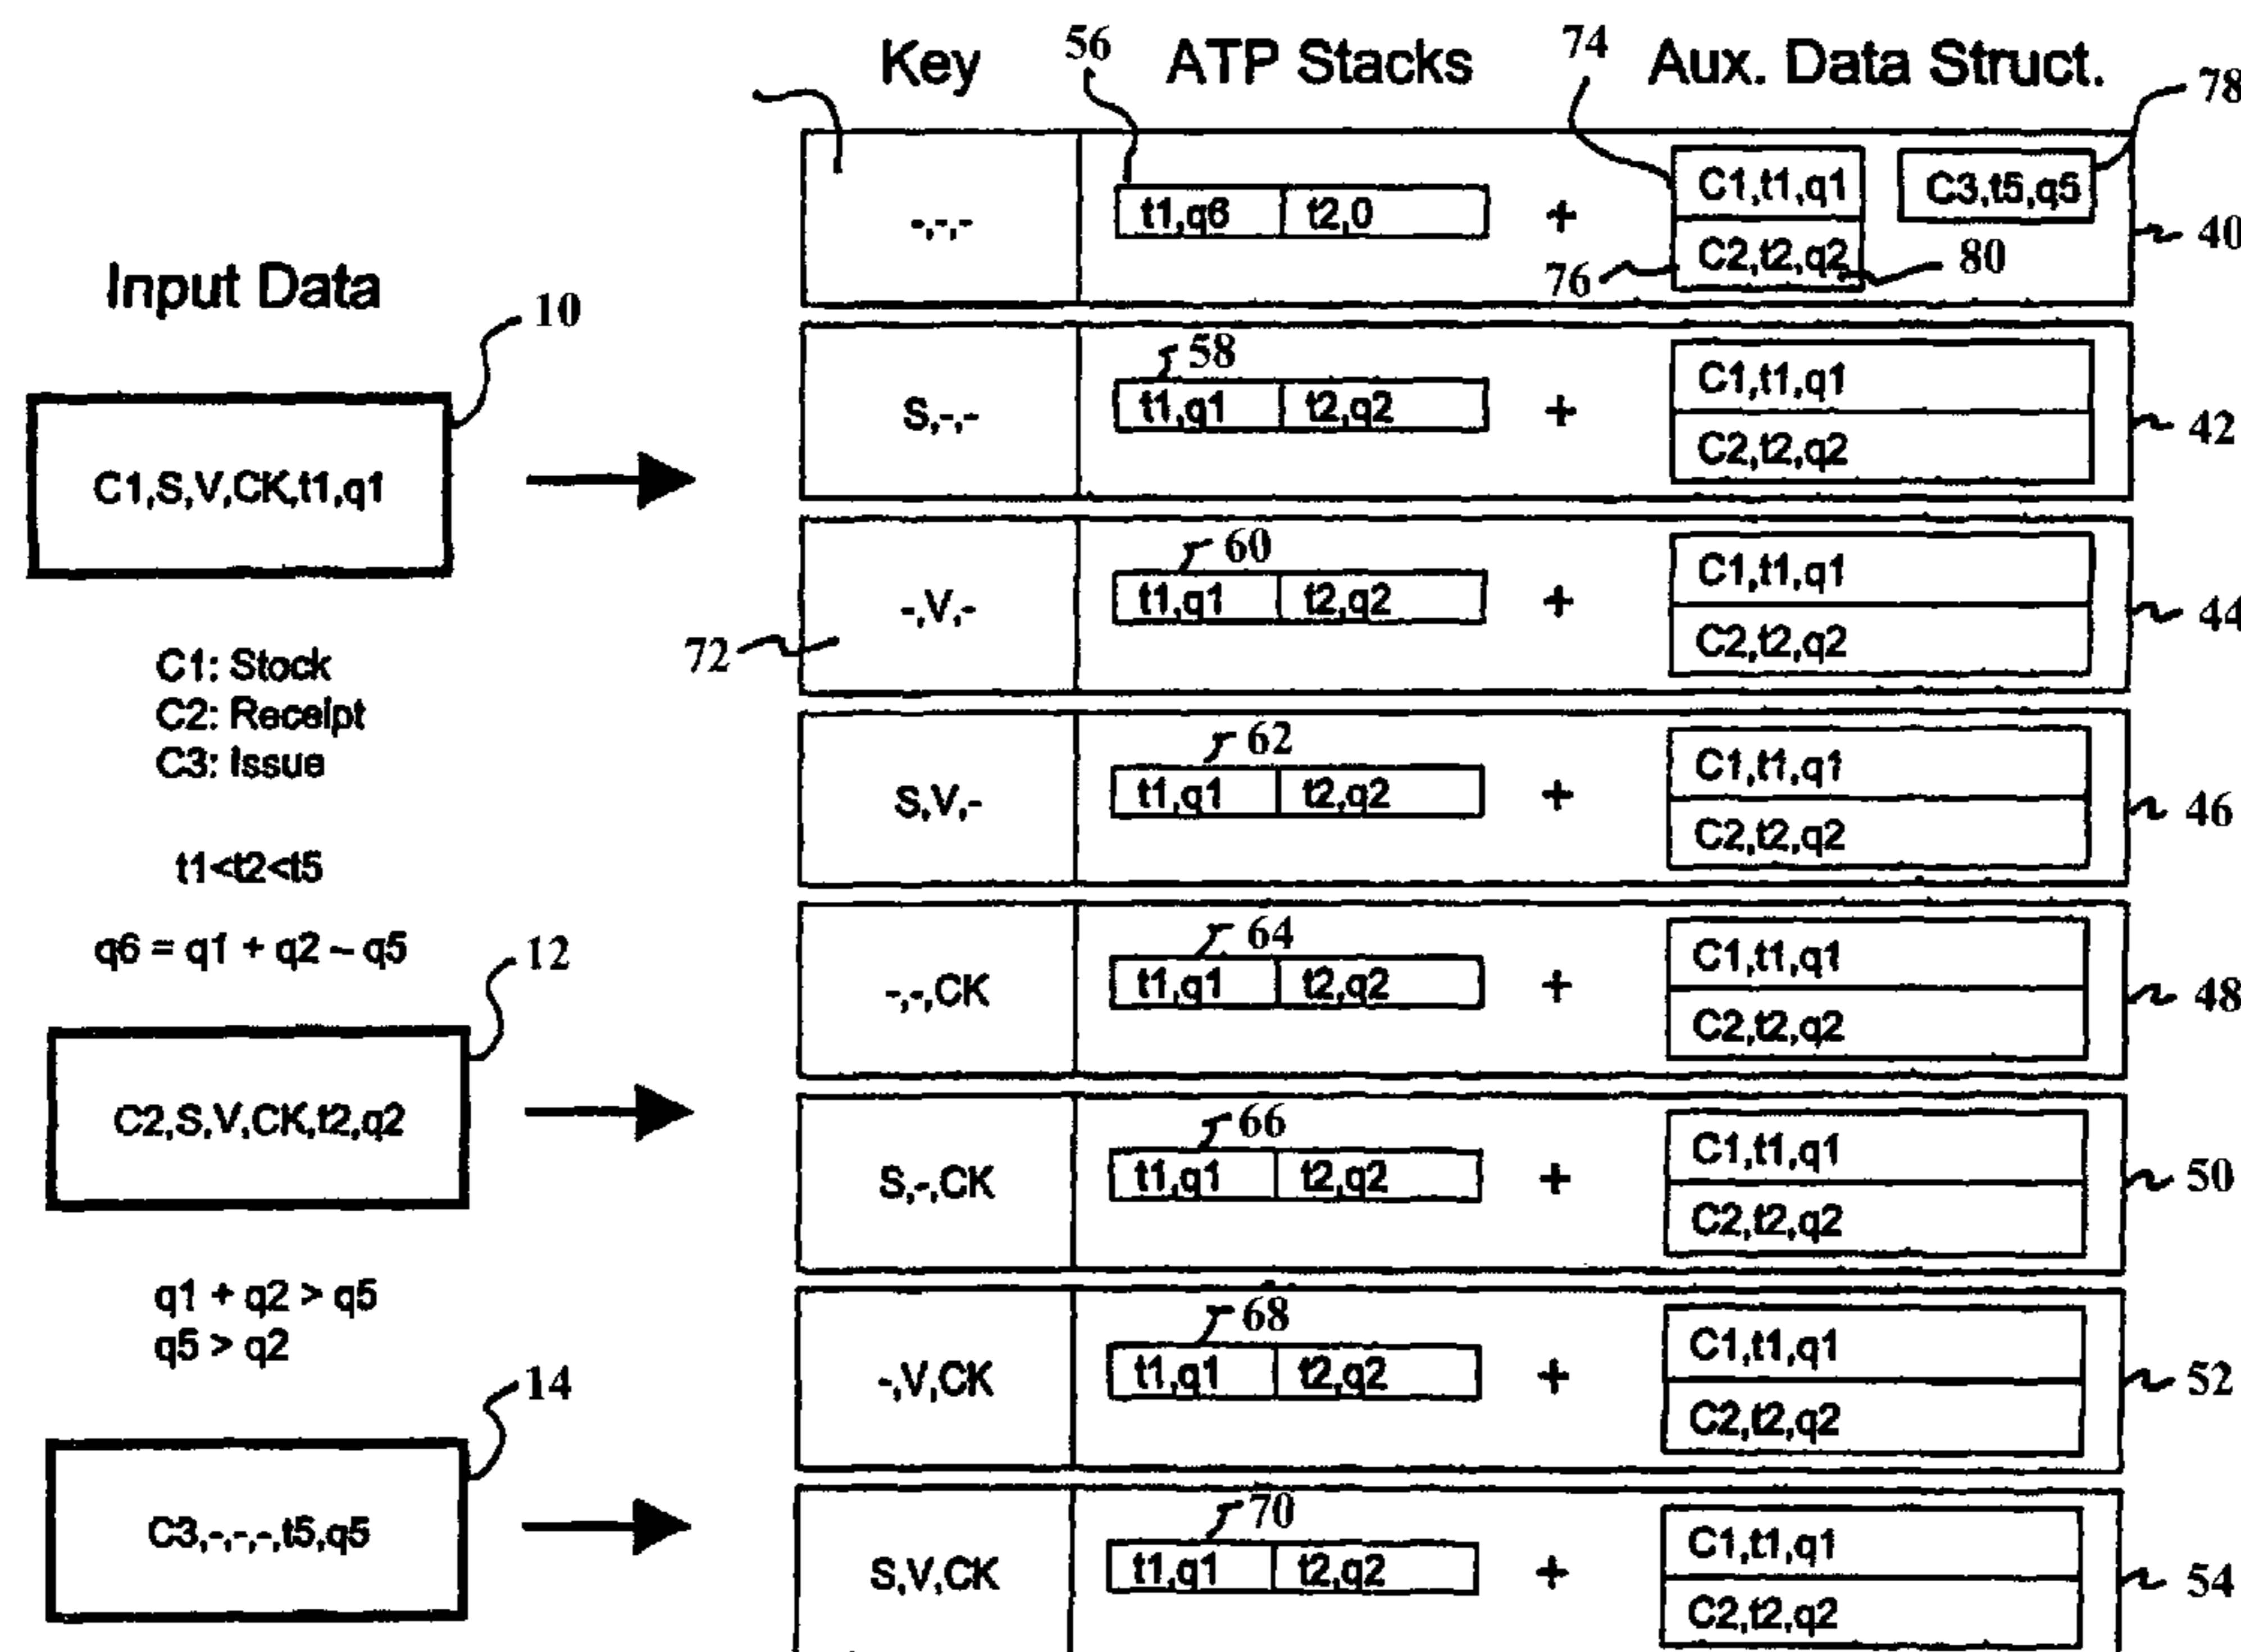 Key
56
ATP Stacks
74
Aux. Data Struct.
78
-,-,-
t1,q6
t2,0
+
C1,t1,q1
C3,t5,q5
40
C2,t2,q2
76
80
Input Data
10
C1,S,V,CK,t1,q1
58
S,-,-
t1,q1
t2,q2
+
C1,t1,q1
C2,t2,q2
42
60
-,V,-
t1,q1
t2,q2
+
C1,t1,q1
C2,t2,q2
44
72
C1: Stock
C2: Receipt
C3: Issue
62
S,V,-
t1,q1
t2,q2
+
C1,t1,q1
C2,t2,q2
46
t1<t2<t5
q6 = q1 + q2 – q5
12
64
-,-,CK
t1,q1
t2,q2
+
C1,t1,q1
C2,t2,q2
48
C2,S,V,CK,t2,q2
66
S,-,CK
t1,q1
t2,q2
+
C1,t1,q1
C2,t2,q2
50
q1 + q2 > q5
q5 > q2
68
-,V,CK
t1,q1
t2,q2
+
C1,t1,q1
C2,t2,q2
52
14
C3,-,-,-,t5,q5
70
S,V,CK
t1,q1
t2,q2
+
C1,t1,q1
C2,t2,q2
54